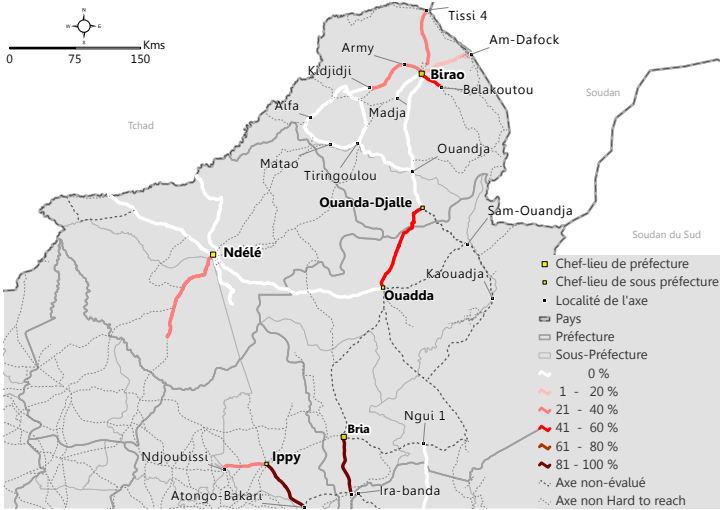 N
W
E
S
Kms
0 75 150
Tissi 4
Am-Dafock
Army
Kidjidji
Birao
Belakoutou
Soudan
Aifa
Madja
Tchad
Matao
Tiringoulou
Ouandja
Ouanda-Djalle
Sam-Ouandja
Soudan du Sud
Ndélé
Kaouadja
Ouadda
Chef-lieu de préfecture
Chef-lieu de sous préfecture
Localité de l'axe
Pays
Préfecture
Sous-Préfecture
0 %
1 - 20 %
21 - 40 %
41 - 60 %
61 - 80 %
81 - 100 %
Axe non-évalué
Axe non Hard to reach
Ngui 1
Bria
Ndjoubissi
Ippy
Atongo-Bakari
Ira-banda